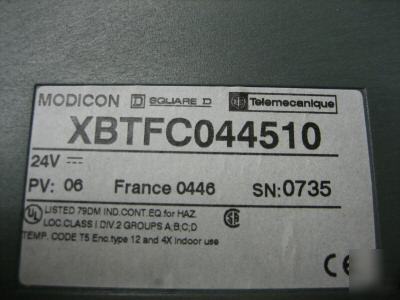 MODICON D SQUARE D Telemecanique
XBTFC044510
24V
PV: 06 France 0446 SN:0735
UL LISTED 79DM IND.CONT.EQ.for HAZ.
LOC.CLASS I DIV.2 GROUPS A,B,C,D
TEMP. CODE T5 Enc.type 12 and 4X indoor use
CE